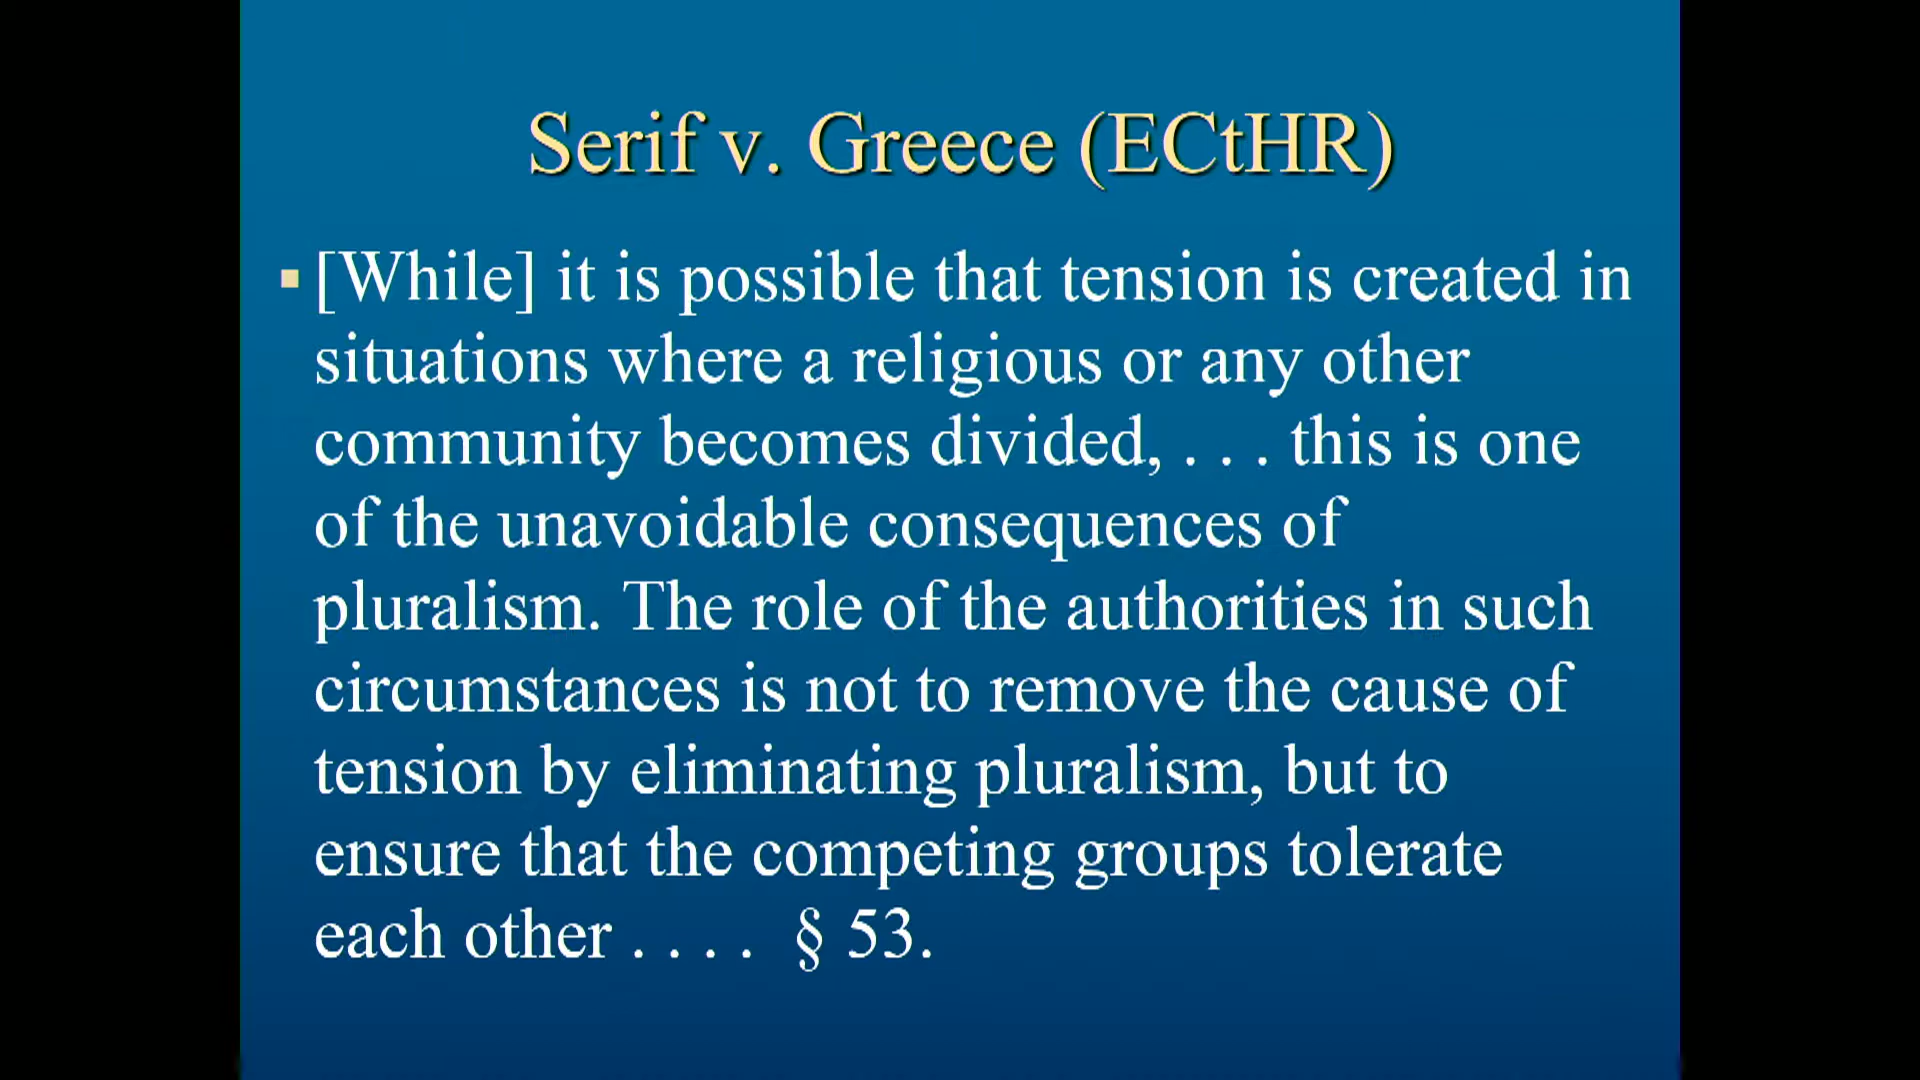 Serif v. Greece (ECtHR)
▪ [While] it is possible that tension is created in
situations where a religious or any other
community becomes divided, . . . this is one
of the unavoidable consequences of
pluralism. The role of the authorities in such
circumstances is not to remove the cause of
tension by eliminating pluralism, but to
ensure that the competing groups tolerate
each other . . . . § 53.